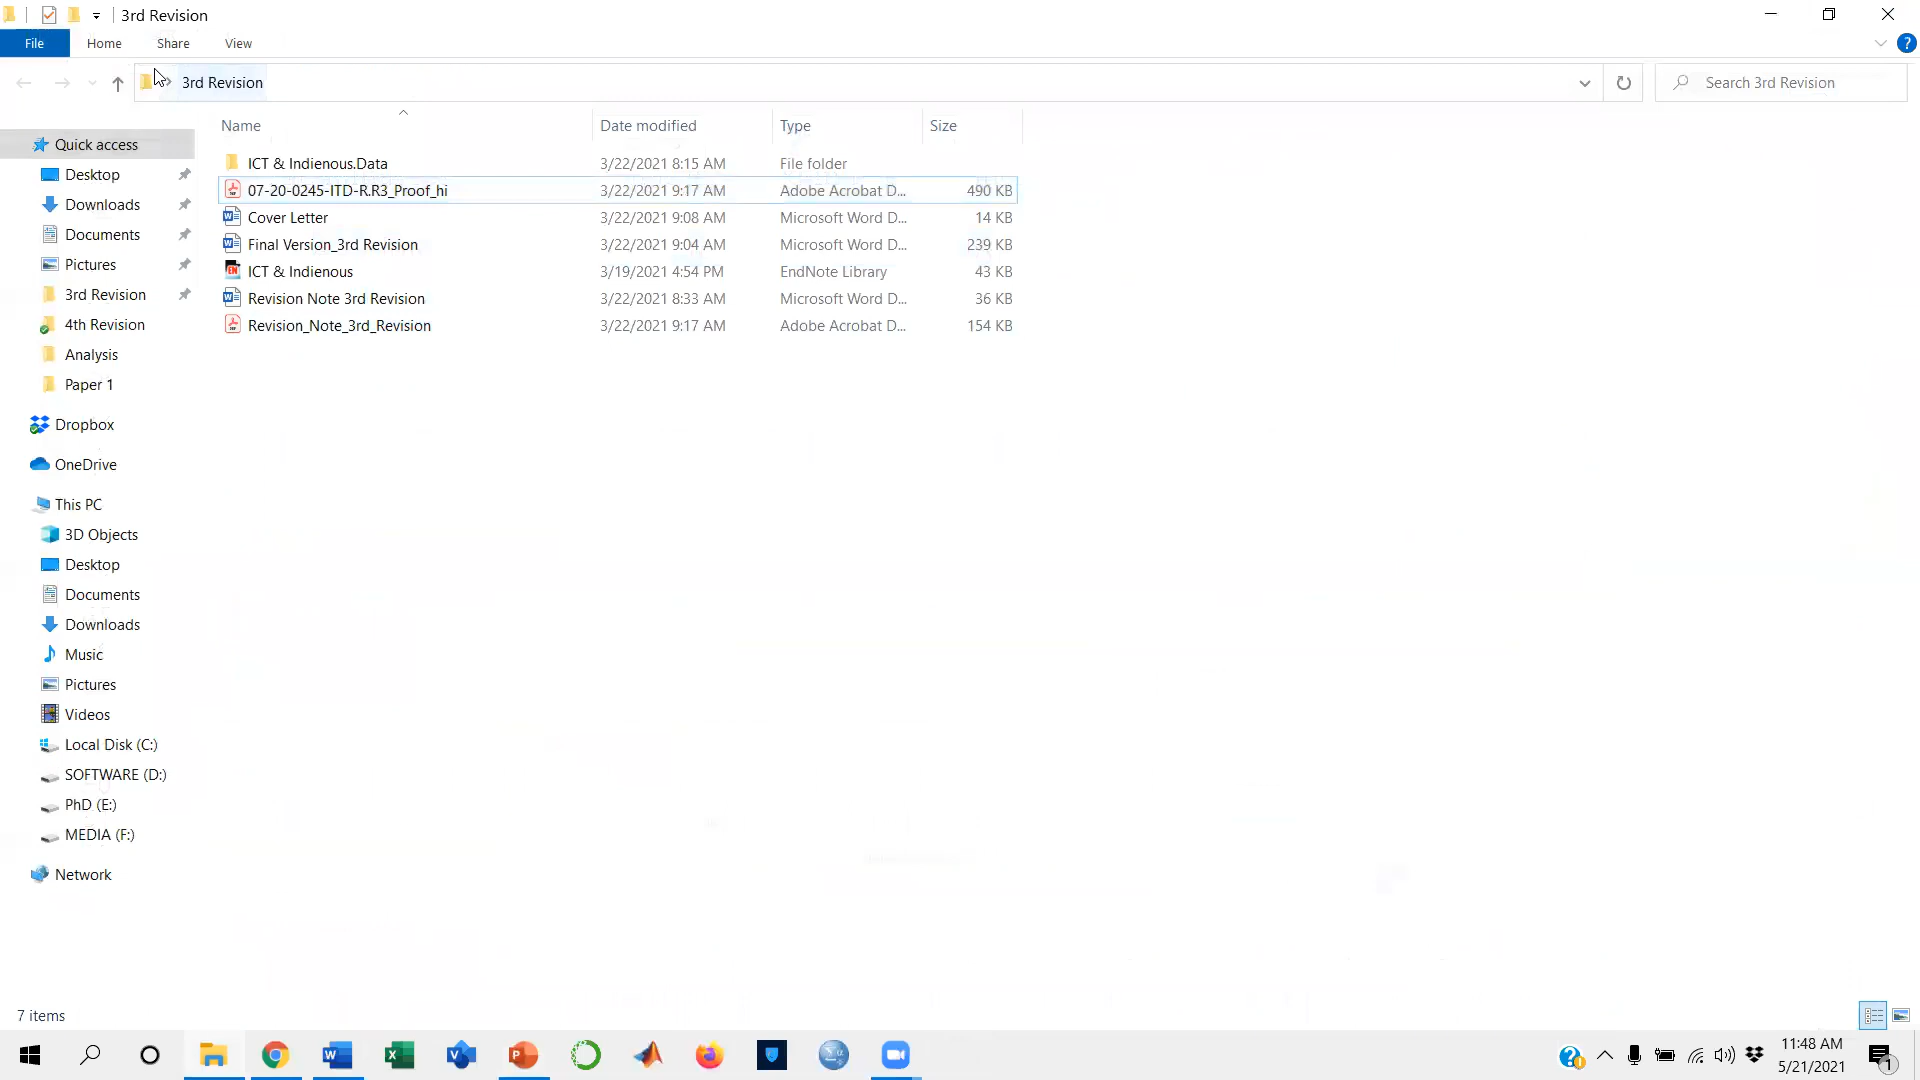 3rd Revision
File Home Share View
3rd Revision
Search 3rd Revision
Name Date modified Type Size
ICT & Indienous.Data 3/22/2021 8:15 AM File folder
07-20-0245-ITD-R.R3_Proof_hi 3/22/2021 9:17 AM Adobe Acrobat D... 490 KB
Cover Letter 3/22/2021 9:08 AM Microsoft Word D... 14 KB
Final Version_3rd Revision 3/22/2021 9:04 AM Microsoft Word D... 239 KB
ICT & Indienous 3/19/2021 4:54 PM EndNote Library 43 KB
Revision Note 3rd Revision 3/22/2021 8:33 AM Microsoft Word D... 36 KB
Revision_Note_3rd_Revision 3/22/2021 9:17 AM Adobe Acrobat D... 154 KB
Quick access
Desktop
Downloads
Documents
Pictures
3rd Revision
4th Revision
Analysis
Paper 1
Dropbox
OneDrive
This PC
3D Objects
Desktop
Documents
Downloads
Music
Pictures
Videos
Local Disk (C:)
SOFTWARE (D:)
PhD (E:)
MEDIA (F:)
Network
7 items
11:48 AM
5/21/2021
1